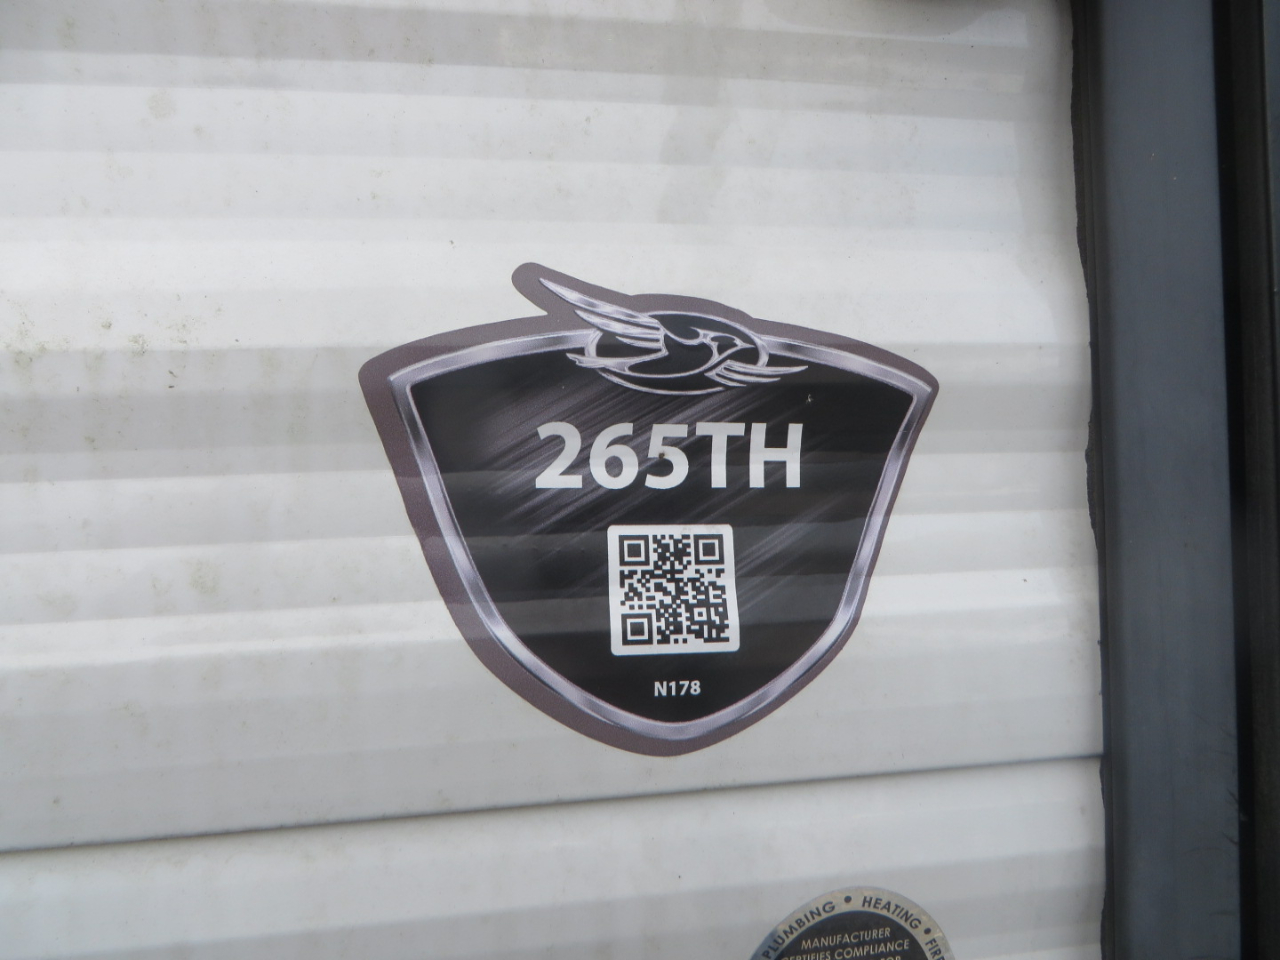 265TH
N178
PLUMBING • HEATING • FIRE
MANUFACTURER
CERTIFIES COMPLIANCE